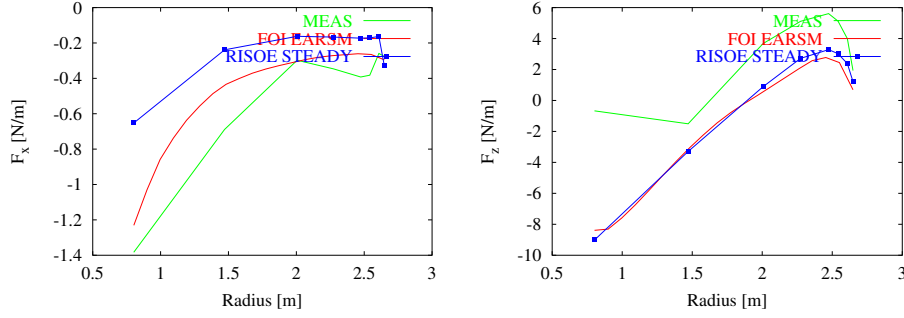 0
-0.2
-0.4
-0.6
-0.8
-1
-1.2
-1.4
0.5
1
1.5
2
2.5
3
F_x [N/m]
Radius [m]
MEAS
FOI EARSM
RISOE STEADY
6
4
2
0
-2
-4
-6
-8
-10
0.5
1
1.5
2
2.5
3
F_z [N/m]
Radius [m]
MEAS
FOI EARSM
RISOE STEADY